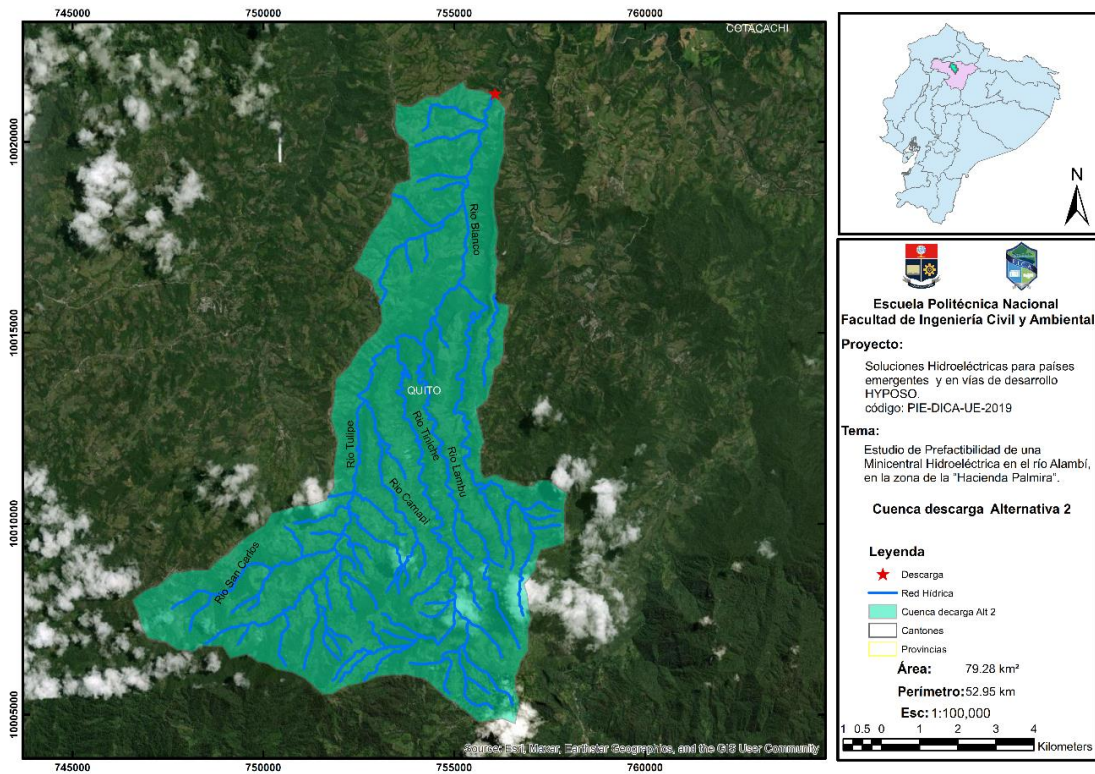 745000 750000 755000 760000
COTACACHI
10020000
10015000
10010000
10005000
Río Blanco
QUITO
Río Tulipe
Río Tiniche
Río Lambu
Río Camapí
Río San Carlos
Source: Esri, Maxar, Earthstar Geographics, and the GIS User Community
745000 750000 755000 760000
N
Escuela Politécnica Nacional
Facultad de Ingeniería Civil y Ambiental
Proyecto:
Soluciones Hidroeléctricas para países
emergentes y en vías de desarrollo
HYPOSO.
código: PIE-DICA-UE-2019
Tema:
Estudio de Prefactibilidad de una
Minicentral Hidroeléctrica en el río Alambí,
en la zona de la "Hacienda Palmira".
Cuenca descarga Alternativa 2
Leyenda
Descarga
Red Hídrica
Cuenca decarga Alt 2
Cantones
Provincias
Área: 79.28 km²
Perímetro: 52.95 km
Esc: 1:100,000
1 0.5 0 1 2 3 4
Kilometers